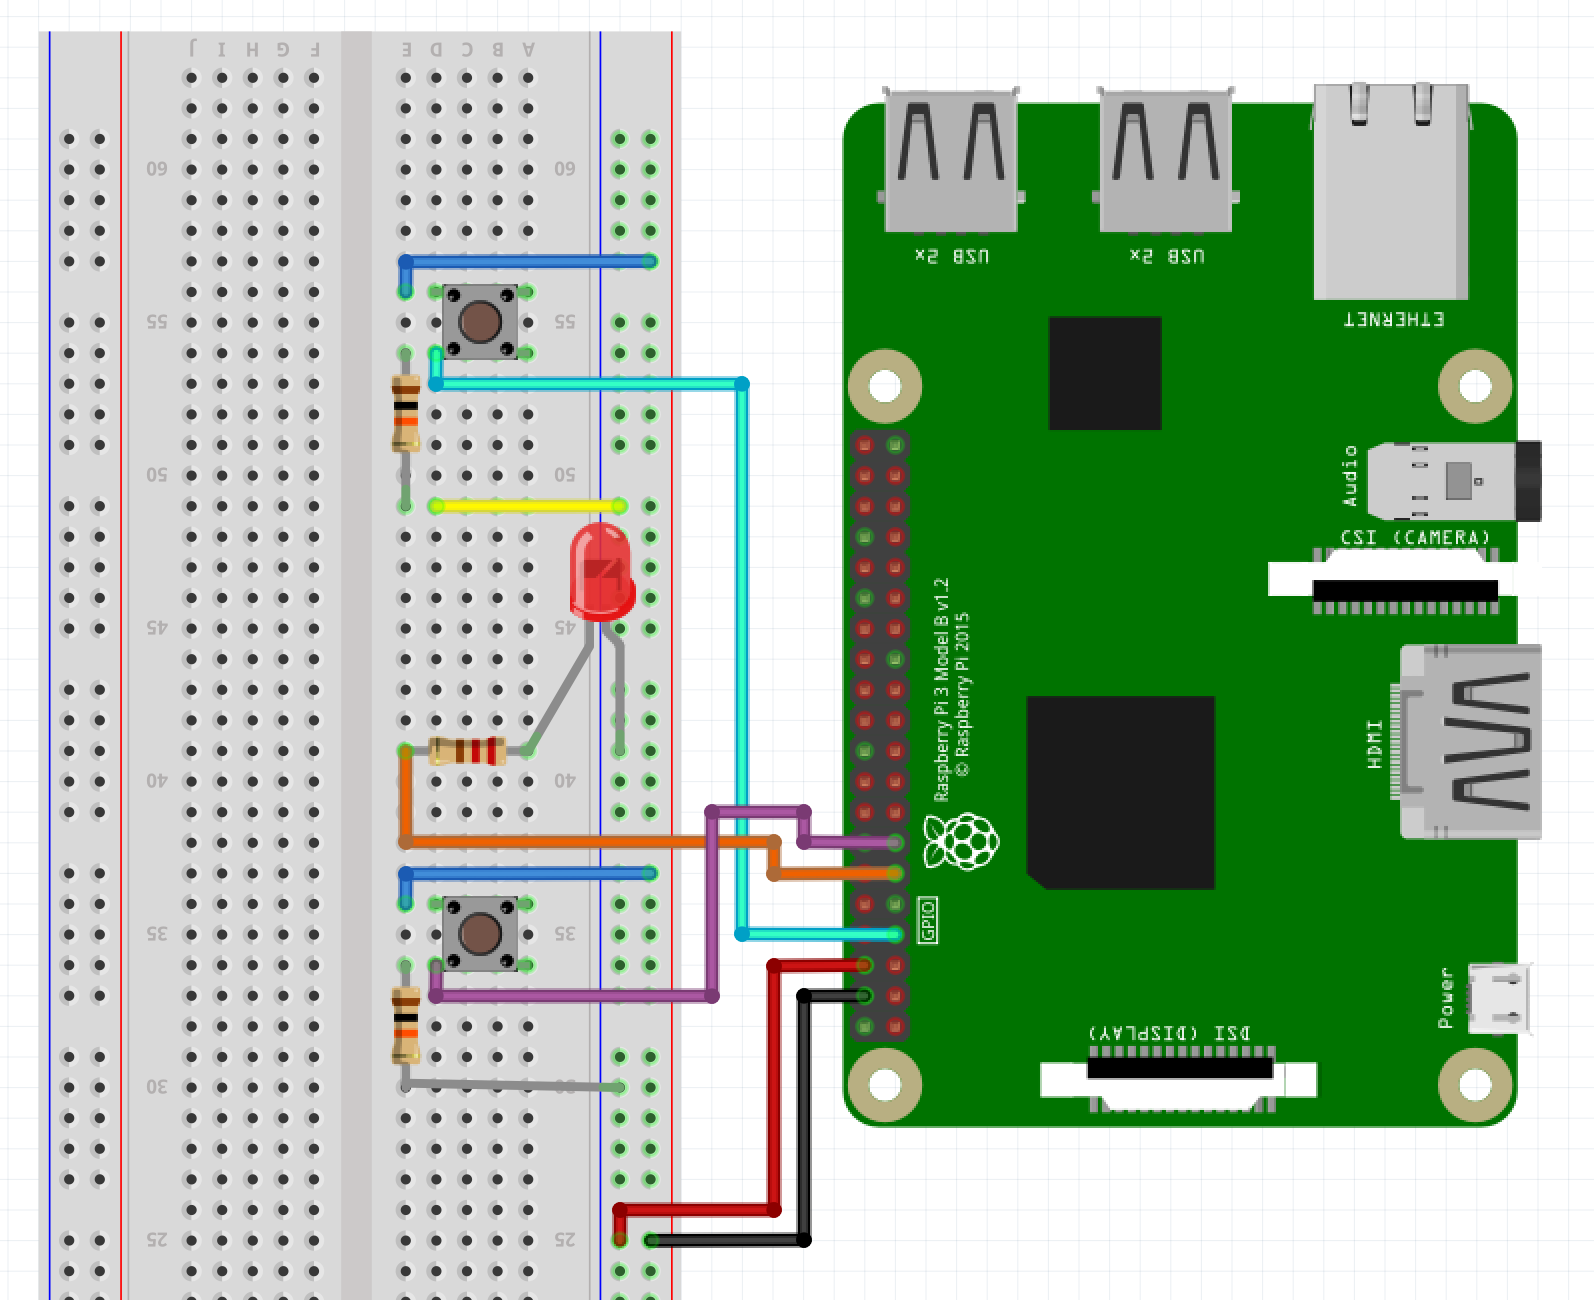 J I H G F E D C B A
60 60
USB 2x USB 2x
ETHERNET
55 55
50 50
Audio
CSI (CAMERA)
45 45
Raspberry Pi 3 Model B v1.2
© Raspberry Pi 2015
HDMI
40 40
GPIO
35 35
Power
DSI (DISPLAY)
30 30
25 25